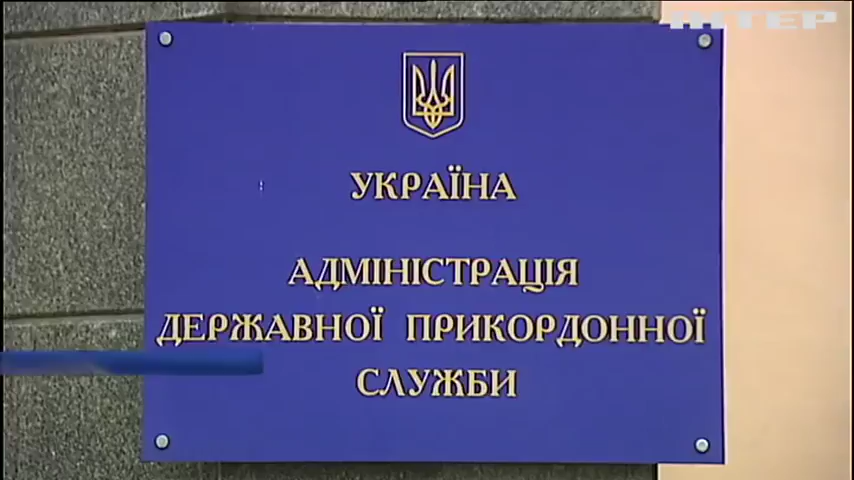 ІНТЕР
УКРАЇНА
АДМІНІСТРАЦІЯ
ДЕРЖАВНОЇ ПРИКОРДОННОЇ
СЛУЖБИ